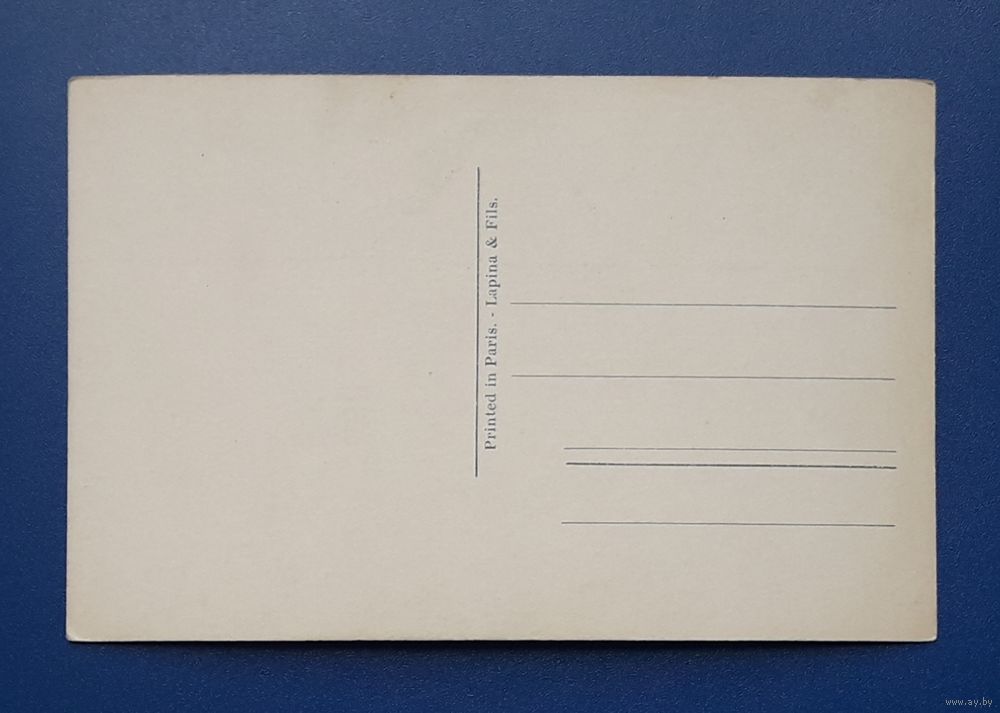 Printed in Paris. - Lapina & Fils.
www.ay.by